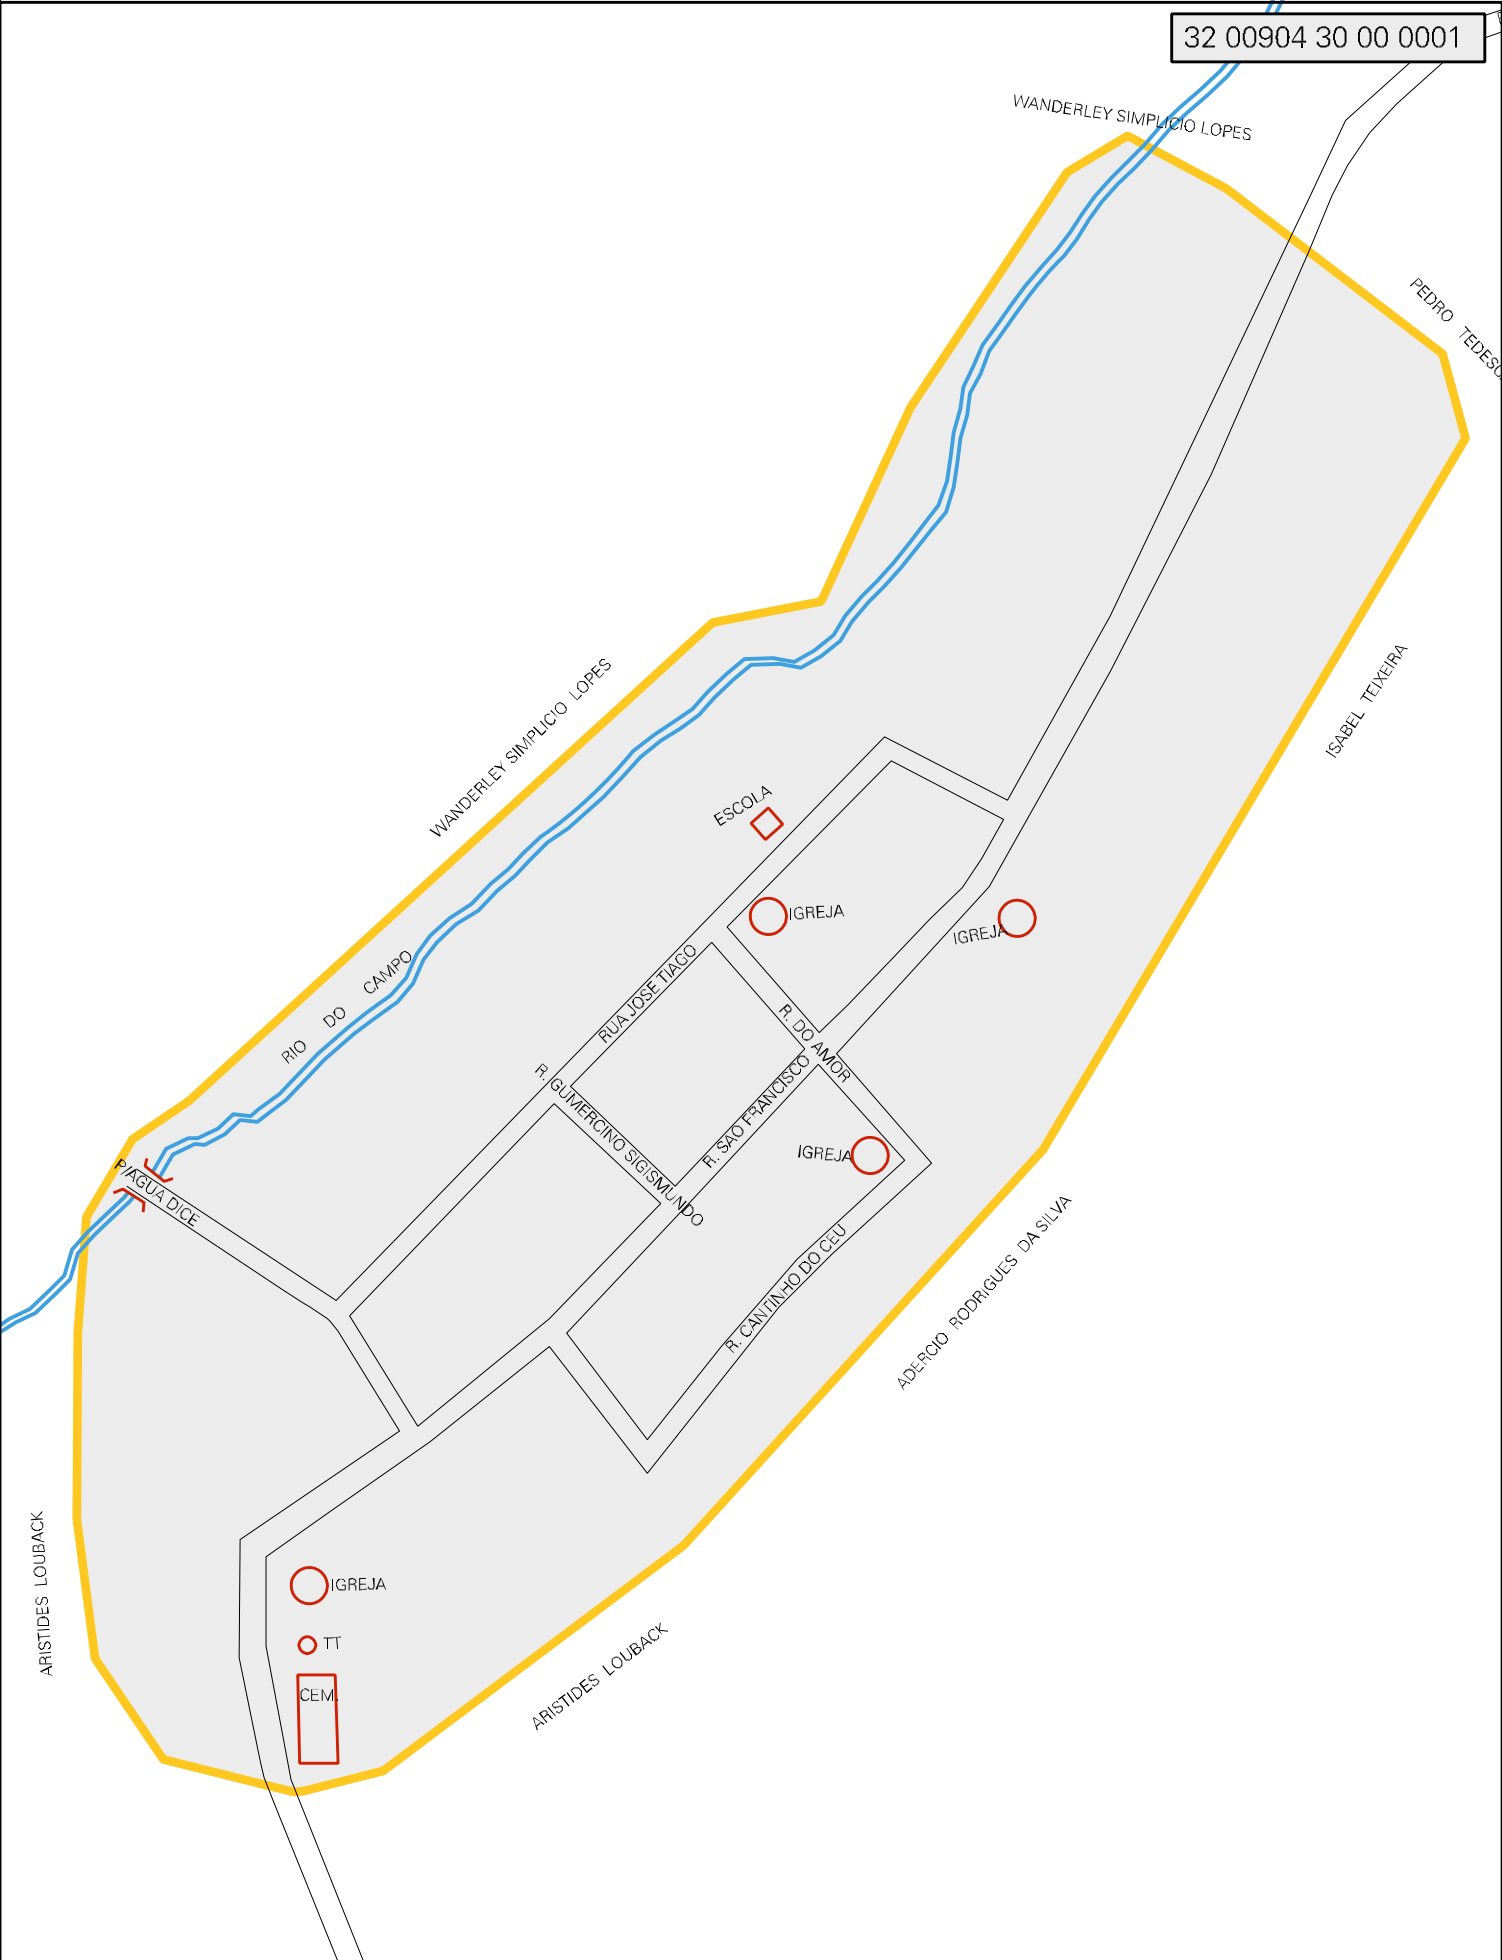 32 00904 30 00 0001
WANDERLEY SIMPLICIO LOPES
PEDRO TEDESC
WANDERLEY SIMPLICIO LOPES
ISABEL TEIXEIRA
ESCOLA
IGREJA
IGREJA
RIO DO CAMPO
RUA JOSE TIAGO
R. DO AMOR
R. GUMERCINO SIGISMUNDO
R. SAO FRANCISCO
IGREJA
P/AGUA DICE
R. CANTINHO DO CEU
ADERCIO RODRIGUES DA SILVA
ARISTIDES LOUBACK
IGREJA
TT
CEM.
ARISTIDES LOUBACK